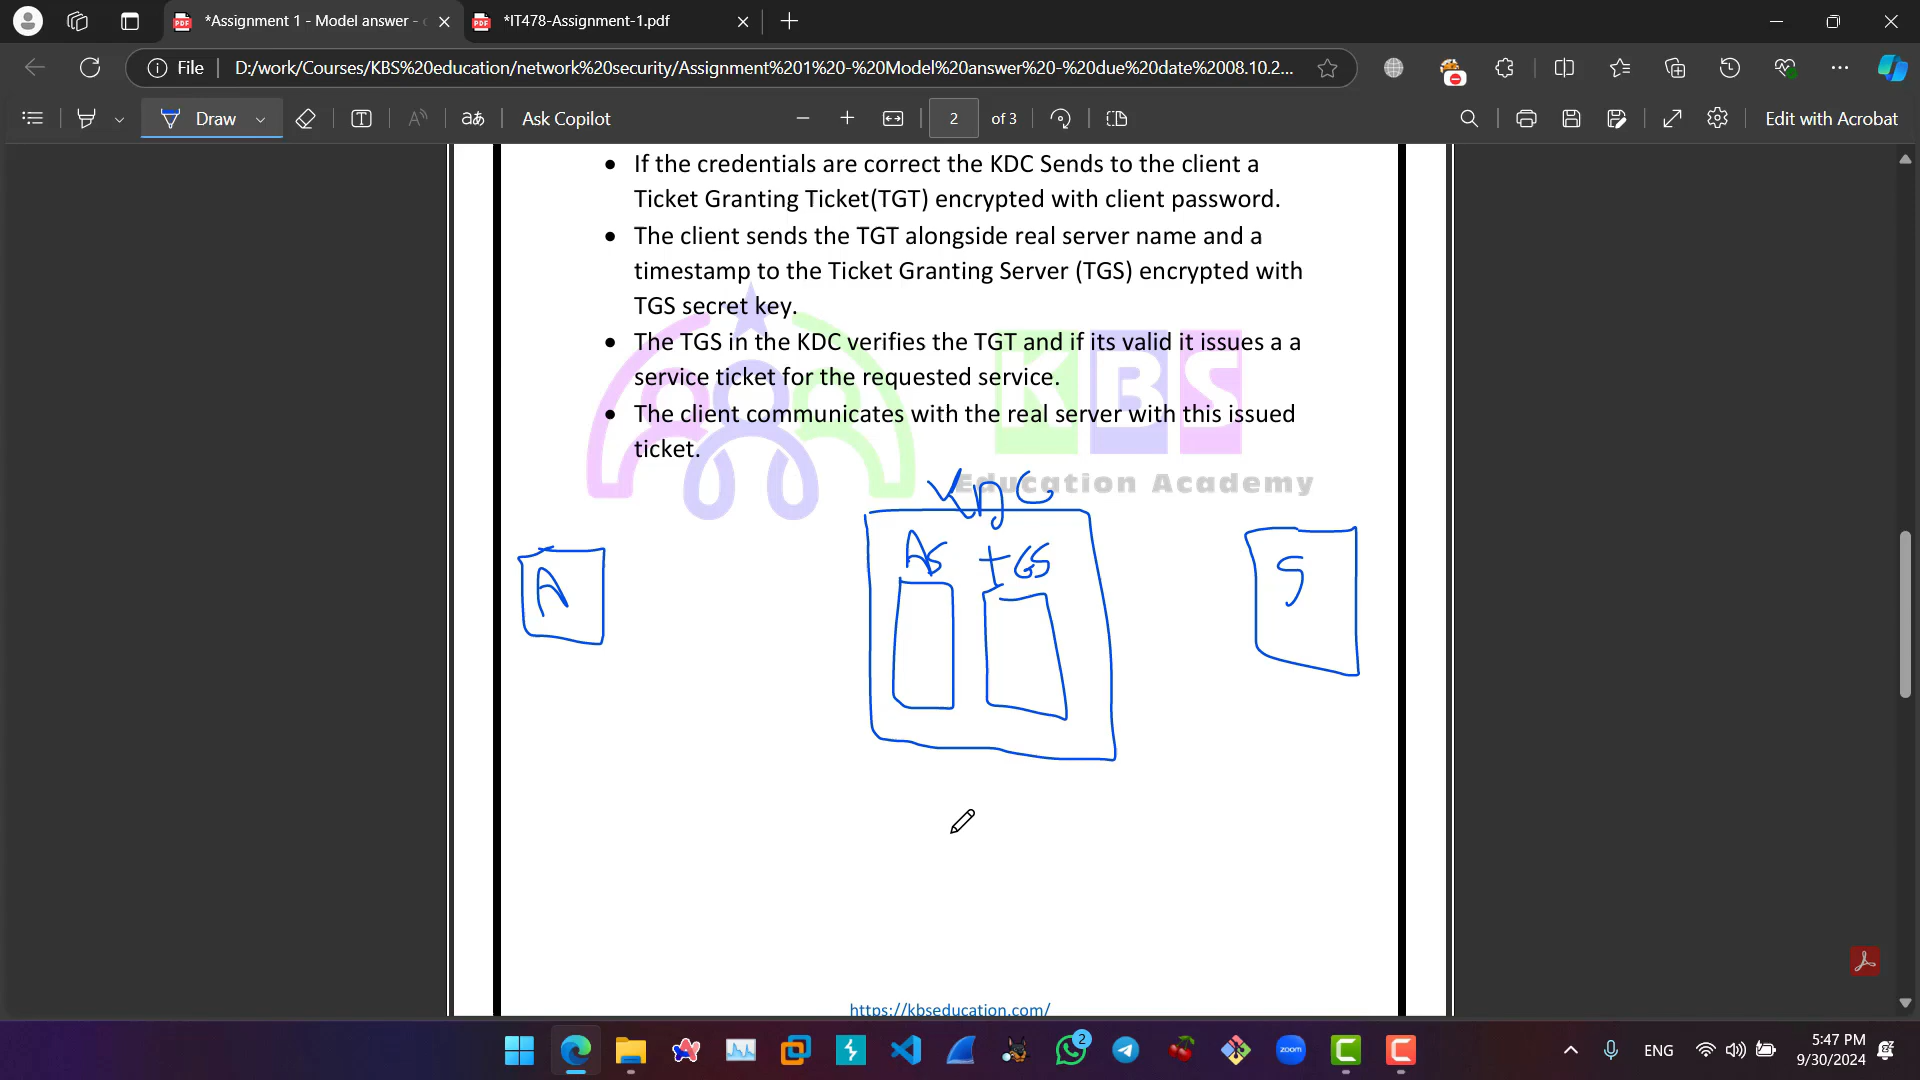 *Assignment 1 - Model answer -
*IT478-Assignment-1.pdf
File
D:/work/Courses/KBS%20education/network%20security/Assignment%201%20-%20Model%20answer%20-%20due%20date%2008.10.2...
Draw
Ask Copilot
2
of 3
Edit with Acrobat
If the credentials are correct the KDC Sends to the client a
Ticket Granting Ticket(TGT) encrypted with client password.
The client sends the TGT alongside real server name and a
timestamp to the Ticket Granting Server (TGS) encrypted with
TGS secret key.
The TGS in the KDC verifies the TGT and if its valid it issues a a
service ticket for the requested service.
The client communicates with the real server with this issued
ticket.
KBS
Education Academy
KDC
AS TGS
A
S
https://kbseducation.com/
2
zoom
ENG
5:47 PM
9/30/2024